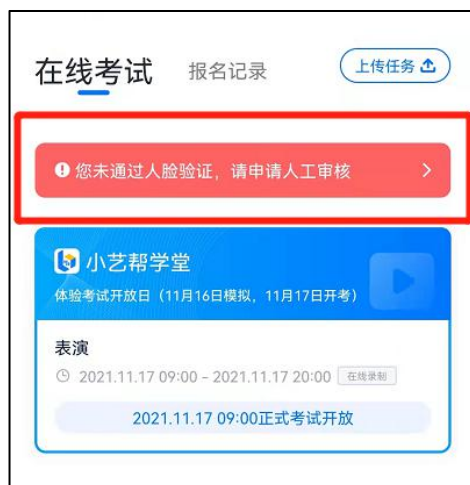 在线考试 报名记录 上传任务
您未通过人脸验证，请申请人工审核
小艺帮学堂
体验考试开放日（11月16日模拟，11月17日开考）
表演
2021.11.17 09:00 - 2021.11.17 20:00 在线录制
2021.11.17 09:00正式考试开放